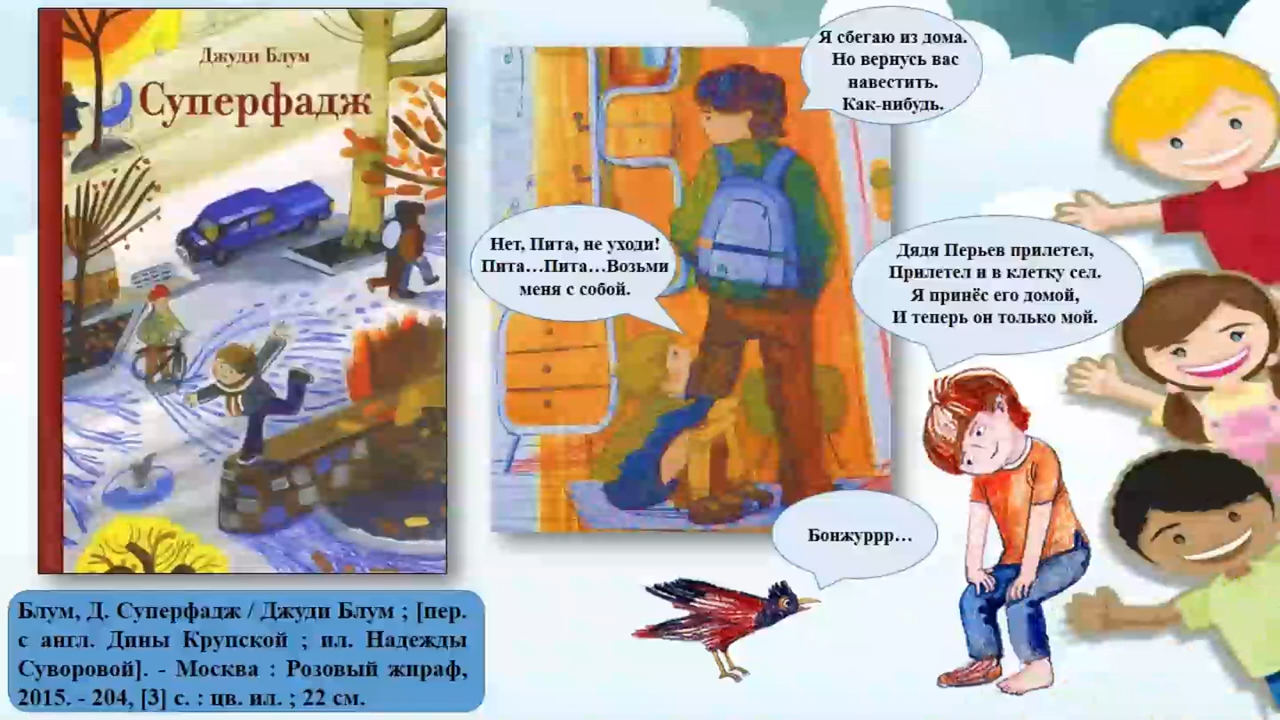 Джуди Блум
Суперфадж
Я сбегаю из дома.
Но вернусь вас
навестить.
Как-нибудь.
Нет, Пита, не уходи!
Пита…Пита…Возьми
меня с собой.
Дядя Перьев прилетел,
Прилетел и в клетку сел.
Я принёс его домой,
И теперь он только мой.
Бонжуррр…
Блум, Д. Суперфадж / Джуди Блум ; [пер.
с англ. Дины Крупской ; ил. Надежды
Суворовой]. - Москва : Розовый жираф,
2015. - 204, [3] с. : цв. ил. ; 22 см.